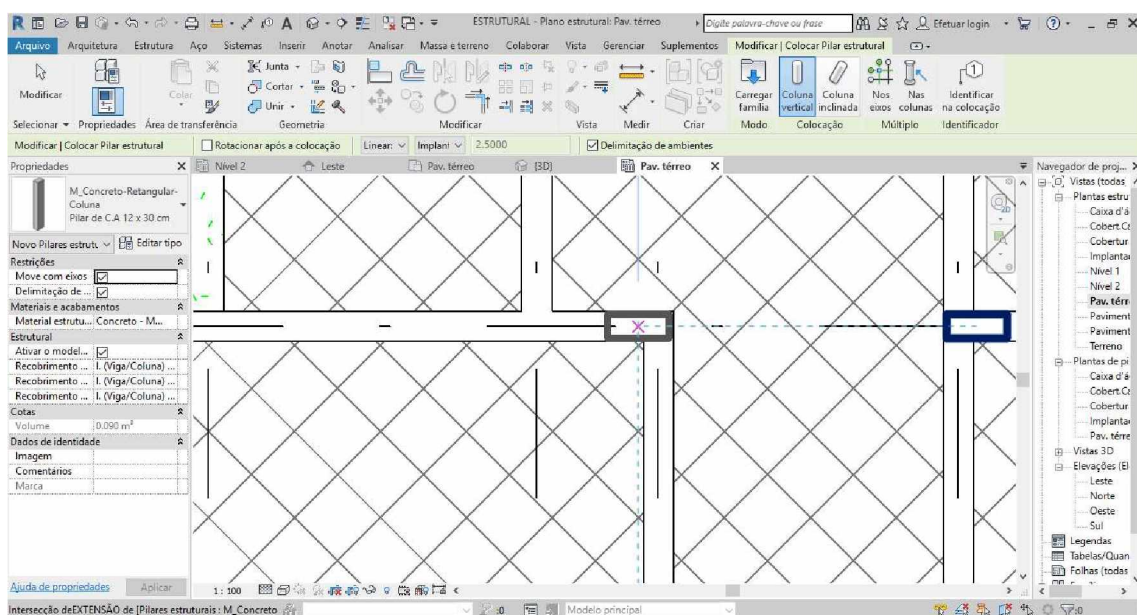 ESTRUTURAL - Plano estrutural: Pav. térreo
Digite palavra-chave ou frase
Efetuar login
Arquivo Arquitetura Estrutura Aço Sistemas Inserir Anotar Analisar Massa e terreno Colaborar Vista Gerenciar Suplementos Modificar | Colocar Pilar estrutural
Modificar
Colar
Junta
Cortar
Unir
Carregar família
Coluna vertical
Coluna inclinada
Nos eixos
Nas colunas
Identificar na colocação
Selecionar Propriedades Área de transferência Geometria Modificar Vista Medir Criar Modo Colocação Múltiplo Identificador
Modificar | Colocar Pilar estrutural Rotacionar após a colocação Linear: Implant 2.5000 Delimitação de ambientes
Propriedades X Nível 2 Leste Pav. térreo {3D} Pav. térreo X Navegador de proj... X
M_Concreto-Retangular-
Coluna
Pilar de C.A 12 x 30 cm
Novo Pilares estrutu Editar tipo
Restrições
Move com eixos
Delimitação de ...
Materiais e acabamentos
Material estrutu... Concreto - M...
Estrutural
Ativar o model...
Recobrimento ... I. (Viga/Coluna) ...
Recobrimento ... I. (Viga/Coluna) ...
Recobrimento ... I. (Viga/Coluna) ...
Cotas
Volume 0.090 m³
Dados de identidade
Imagem
Comentários
Marca
Ajuda de propriedades Aplicar
1 : 100
Vistas (todas
Plantas estru
Caixa d'á
Cobert.Ca
Cobertur
Implantaı
Nível 1
Nível 2
Pav. térre
Paviment
Paviment
Terreno
Plantas de pi
Caixa d'á
Cobert.Ca
Cobertur
Implantaı
Pav. térre
Vistas 3D
Elevações (El
Leste
Norte
Oeste
Sul
Legendas
Tabelas/Quan
Folhas (todas
Intersecção deEXTENSÃO de [Pilares estruturais : M_Concreto :0 Modelo principal :0